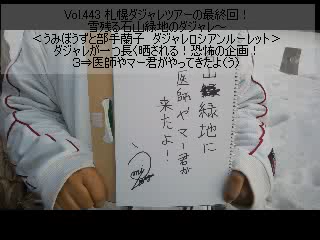 Vol.443 札幌ダジャレツアーの最終回！
雪残る石山緑地のダジャレ～
＜うみぼうずと部手蘭子　ダジャレロシアンルーレット＞
ダジャレが一つ長く晒される！恐怖の企画！
3⇒医師やマー君がやってきたよくう〉
山緑地に
医師やマー君が
来たよ！